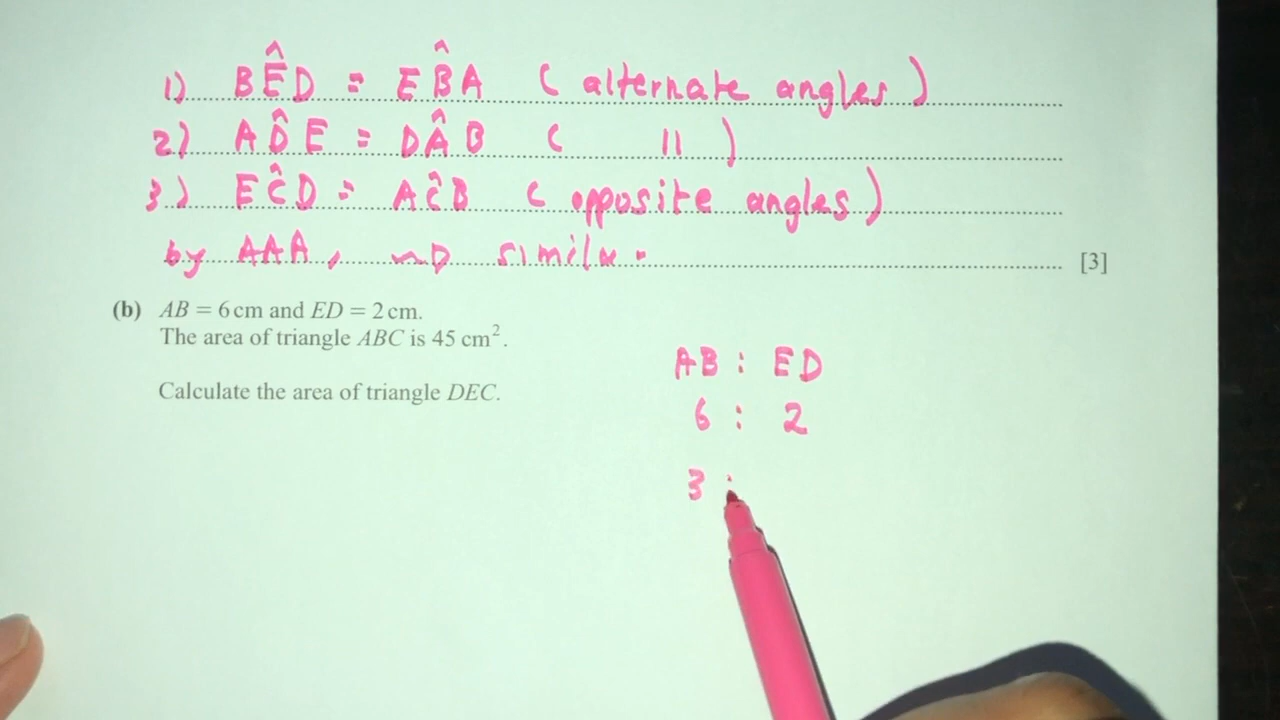 1) BÊD = EB̂A ( alternate angles )
2) AD̂E = DÂB ( 11 )
3) EĈD = AĈB ( opposite angles )
by AAA, similar. [3]
(b) AB = 6 cm and ED = 2 cm.
The area of triangle ABC is 45 cm².
Calculate the area of triangle DEC.
AB : ED
6 : 2
3 :